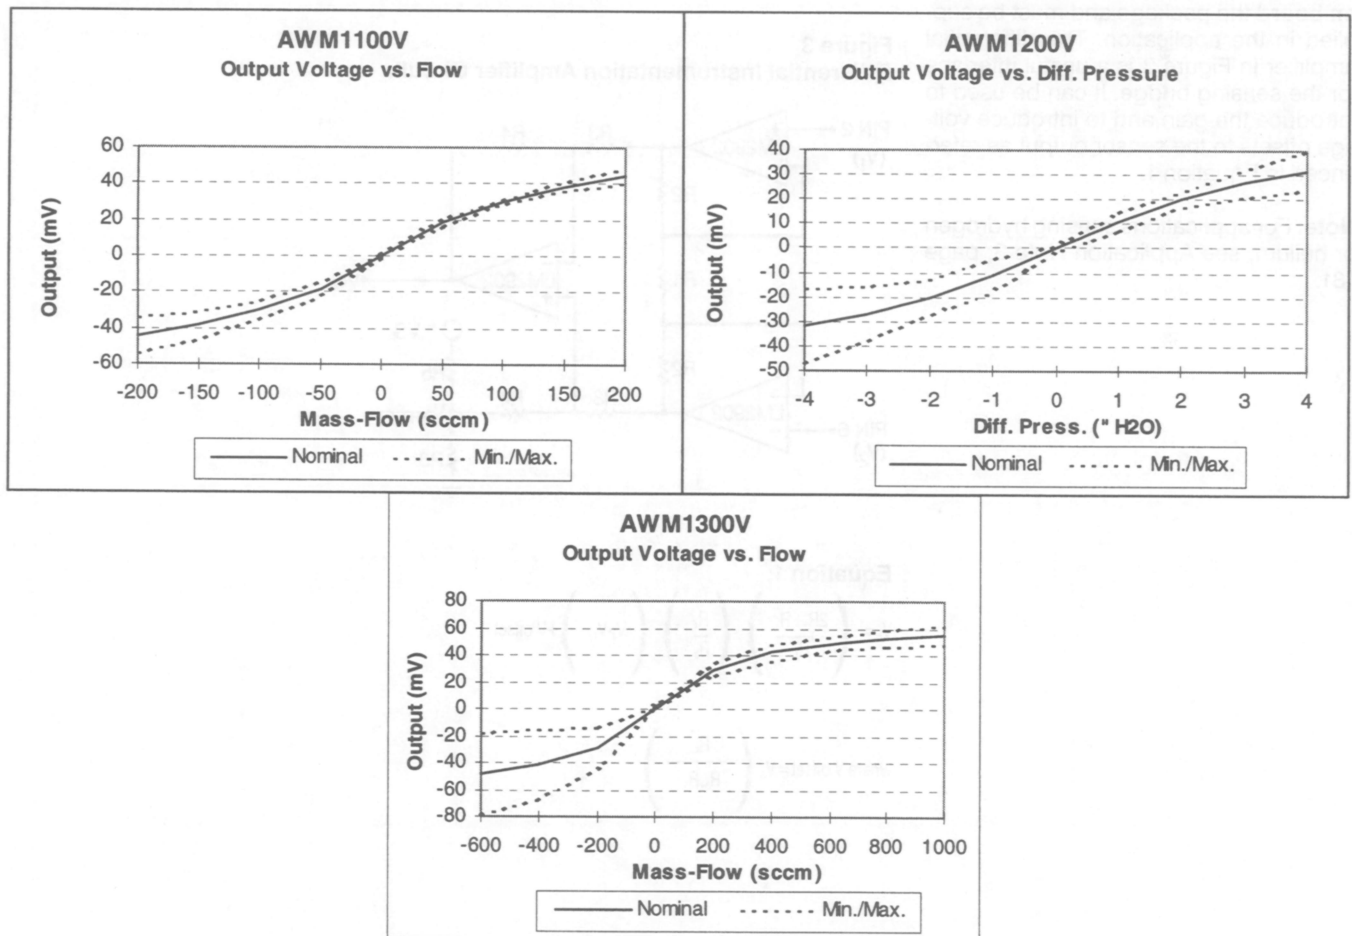 AWM1100V
Output Voltage vs. Flow
60
40
20
0
-20
-40
-60
Output (mV)
-200 -150 -100 -50 0 50 100 150 200
Mass-Flow (sccm)
Nominal Min./Max.
AWM1200V
Output Voltage vs. Diff. Pressure
40
30
20
10
0
-10
-20
-30
-40
-50
Output (mV)
-4 -3 -2 -1 0 1 2 3 4
Diff. Press. ("H2O)
Nominal Min./Max.
AWM1300V
Output Voltage vs. Flow
80
60
40
20
0
-20
-40
-60
-80
Output (mV)
-600 -400 -200 0 200 400 600 800 1000
Mass-Flow (sccm)
Nominal Min./Max.
Figure 3
Equation 1: